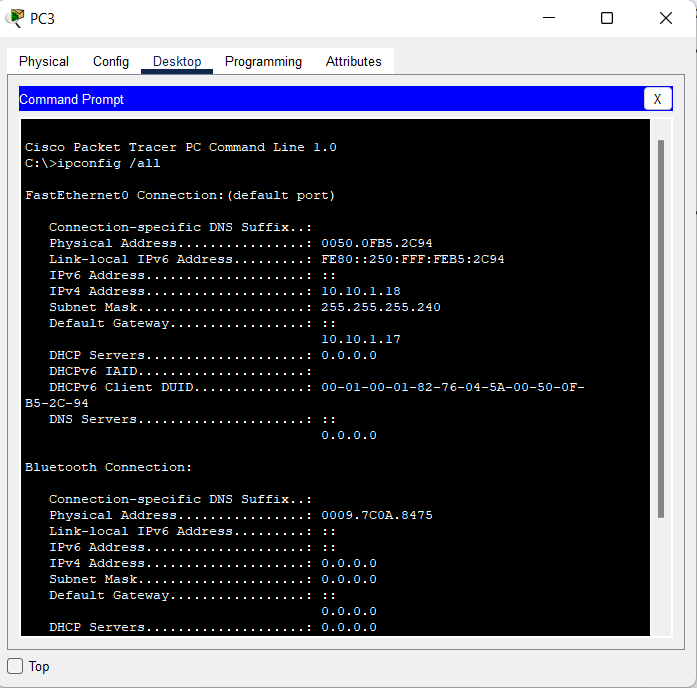 PC3
Physical Config Desktop Programming Attributes
Command Prompt X
Cisco Packet Tracer PC Command Line 1.0
C:\>ipconfig /all
FastEthernet0 Connection:(default port)
Connection-specific DNS Suffix..:
Physical Address................: 0050.0FB5.2C94
Link-local IPv6 Address.........: FE80::250:FFF:FEB5:2C94
IPv6 Address....................: ::
IPv4 Address....................: 10.10.1.18
Subnet Mask.....................: 255.255.255.240
Default Gateway.................: ::
10.10.1.17
DHCP Servers....................: 0.0.0.0
DHCPv6 IAID.....................:
DHCPv6 Client DUID..............: 00-01-00-01-82-76-04-5A-00-50-0F-
B5-2C-94
DNS Servers.....................: ::
0.0.0.0
Bluetooth Connection:
Connection-specific DNS Suffix..:
Physical Address................: 0009.7C0A.8475
Link-local IPv6 Address.........: ::
IPv6 Address....................: ::
IPv4 Address....................: 0.0.0.0
Subnet Mask.....................: 0.0.0.0
Default Gateway.................: ::
0.0.0.0
DHCP Servers....................: 0.0.0.0
Top